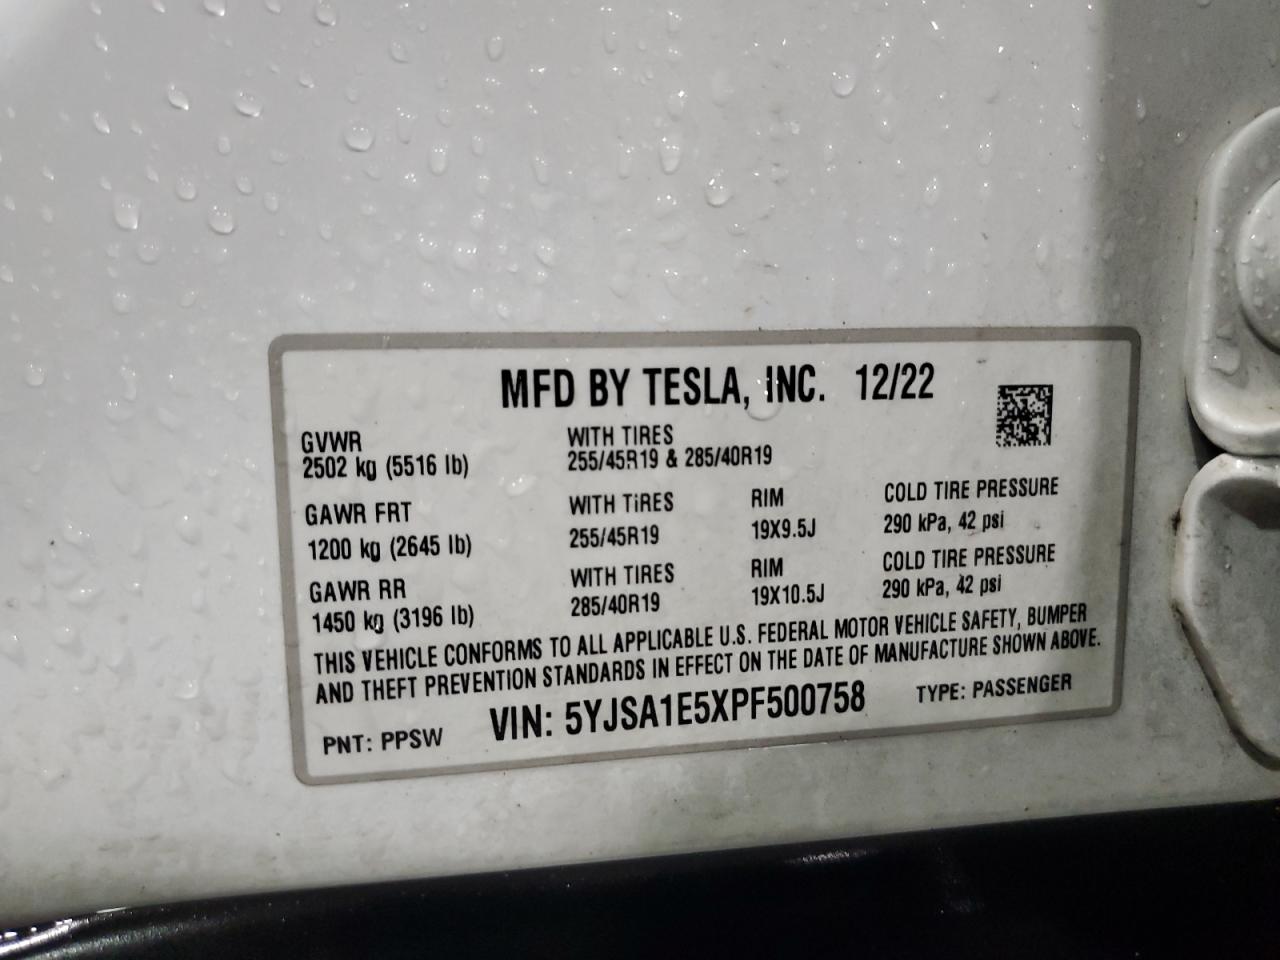 MFD BY TESLA, INC. 12/22
GVWR
2502 kg (5516 lb)
WITH TIRES
255/45R19 & 285/40R19
GAWR FRT
1200 kg (2645 lb)
WITH TIRES
255/45R19
RIM
19X9.5J
COLD TIRE PRESSURE
290 kPa, 42 psi
GAWR RR
1450 kg (3196 lb)
WITH TIRES
285/40R19
RIM
19X10.5J
COLD TIRE PRESSURE
290 kPa, 42 psi
THIS VEHICLE CONFORMS TO ALL APPLICABLE U.S. FEDERAL MOTOR VEHICLE SAFETY, BUMPER
AND THEFT PREVENTION STANDARDS IN EFFECT ON THE DATE OF MANUFACTURE SHOWN ABOVE.
PNT: PPSW VIN: 5YJSA1E5XPF500758 TYPE: PASSENGER